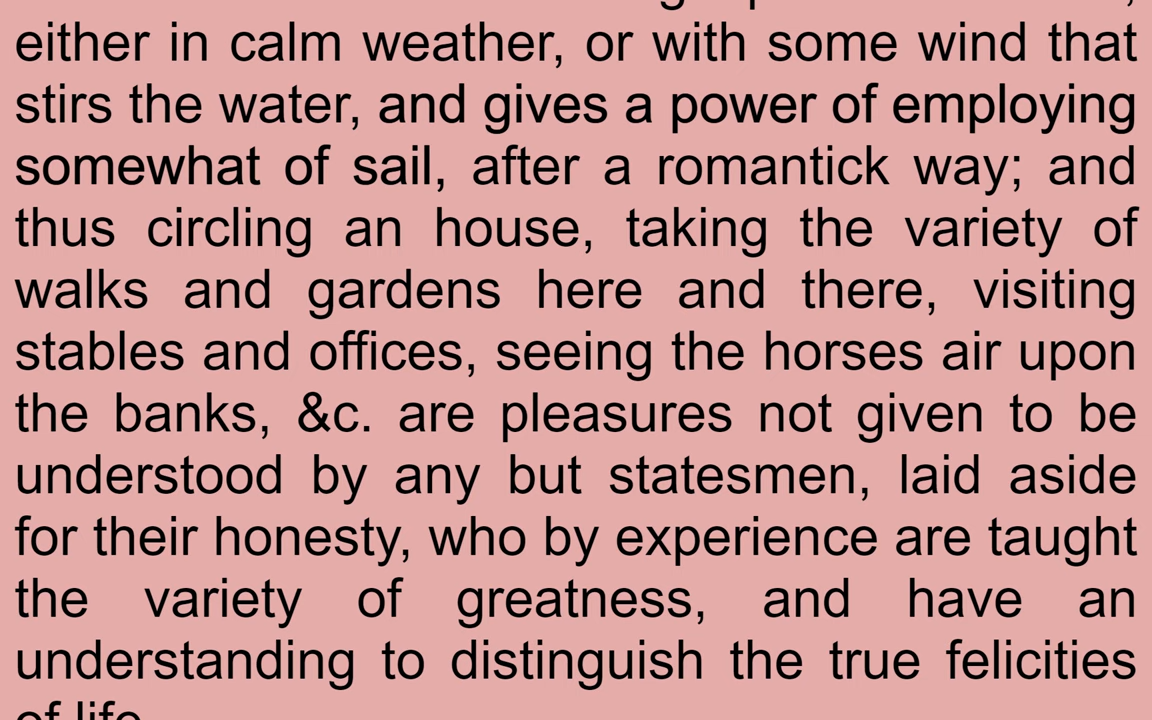 either in calm weather, or with some wind that
stirs the water, and gives a power of employing
somewhat of sail, after a romantick way; and
thus circling an house, taking the variety of
walks and gardens here and there, visiting
stables and offices, seeing the horses air upon
the banks, &c. are pleasures not given to be
understood by any but statesmen, laid aside
for their honesty, who by experience are taught
the variety of greatness, and have an
understanding to distinguish the true felicities
of life.